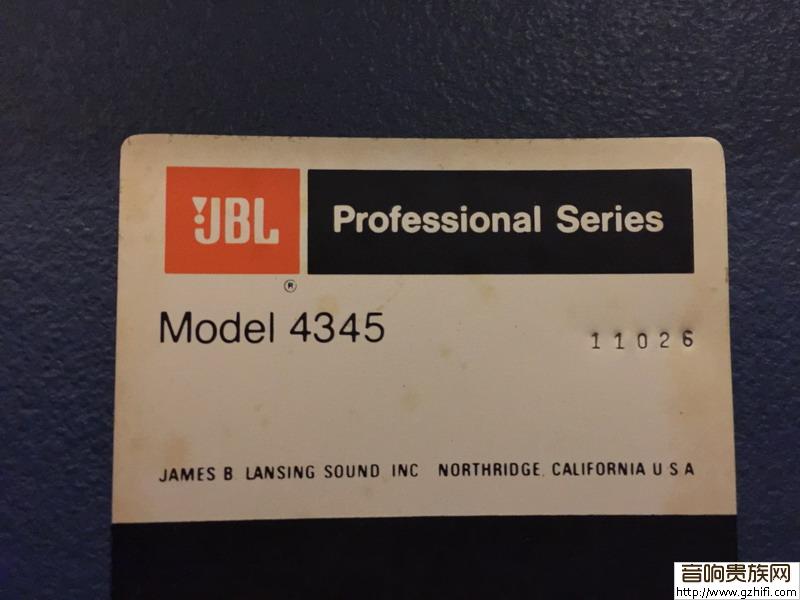 JBL Professional Series
®
Model 4345 11026
JAMES B LANSING SOUND INC NORTHRIDGE, CALIFORNIA U S A
音响贵族网
http://www.gzhifi.com